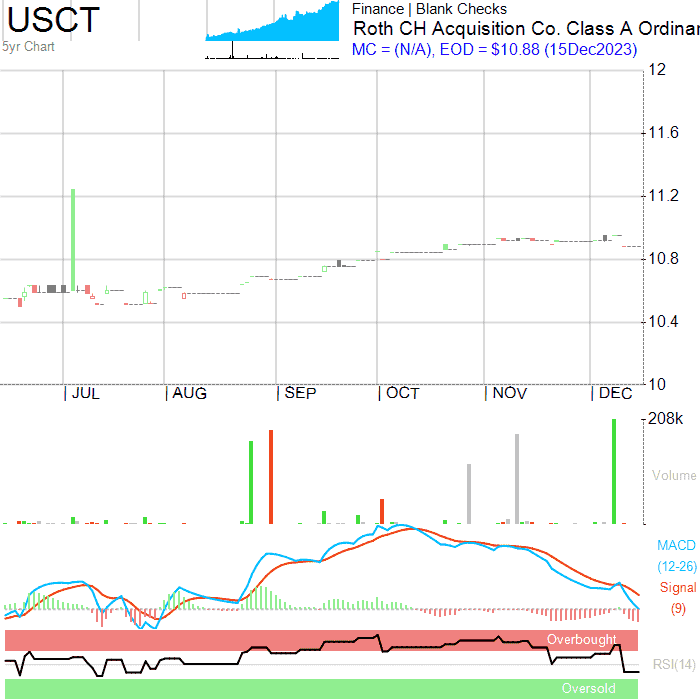 USCT
5yr Chart
Finance | Blank Checks
Roth CH Acquisition Co. Class A Ordinar
MC = (N/A), EOD = $10.88 (15Dec2023)
12
11.6
11.2
10.8
10.4
10
JUL
AUG
SEP
OCT
NOV
DEC
208k
Volume
MACD
(12-26)
Signal
(9)
Overbought
RSI(14)
Oversold